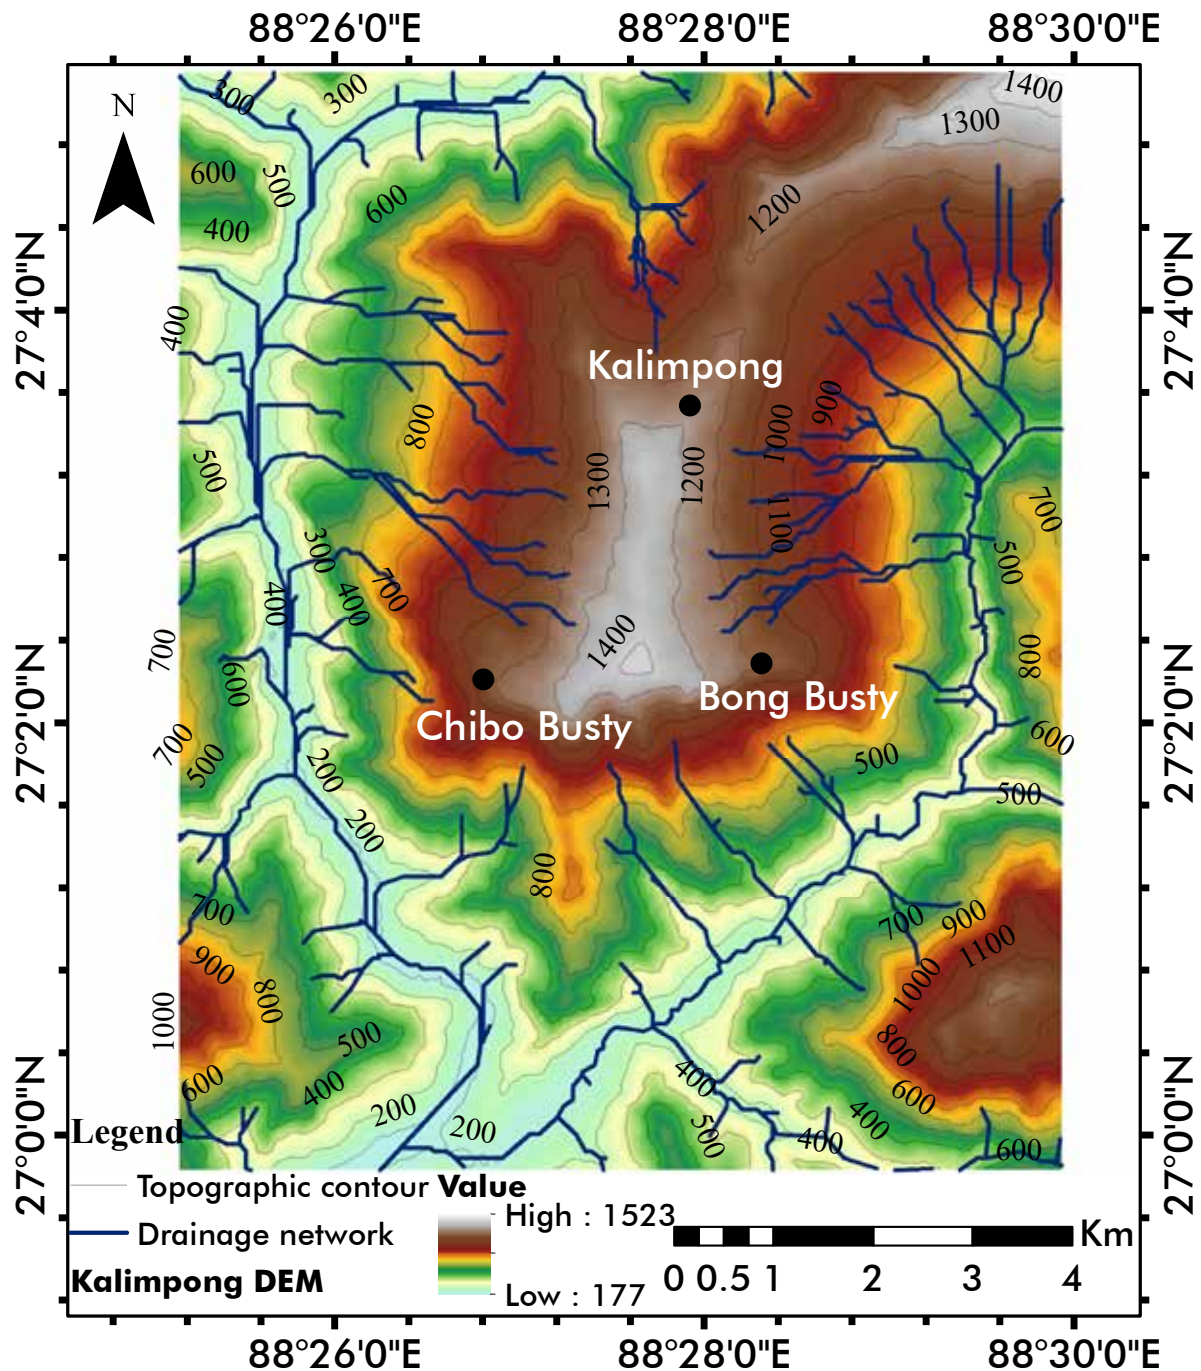 88°26'0"E 88°28'0"E 88°30'0"E
N
300 300 1400
1300
600 500
600 1200
400
27°4'0"N 27°4'0"N
400
Kalimpong
800 900
1000
500 1300 1200
700
1100
300 500
400 400 700
1400
700 800
600
27°2'0"N 27°2'0"N
Bong Busty
Chibo Busty
700 500 600
500
200
500
200
800
700 700 900
1100
900 1000
800
1000
500 800
600 400 400 600
200 400
200 500 400
600
27°0'0"N 27°0'0"N
Legend
Topographic contour
Drainage network
Kalimpong DEM
Value
High : 1523
Low : 177
Km
0 0.5 1 2 3 4
88°26'0"E 88°28'0"E 88°30'0"E